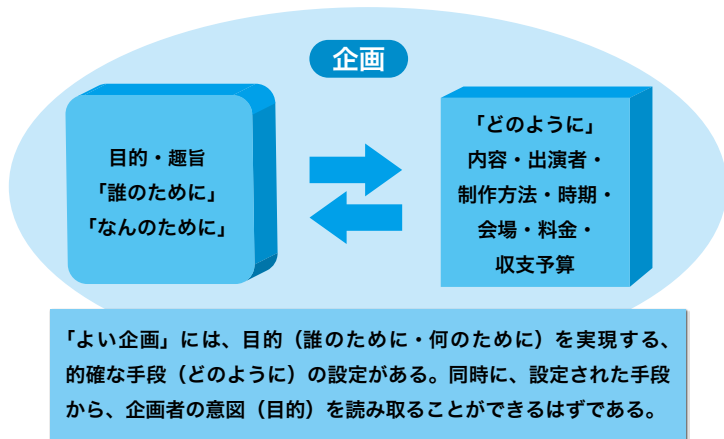 企画
目的・趣旨
「誰のために」
「なんのために」
「どのように」
内容・出演者・
制作方法・時期・
会場・料金・
収支予算
「よい企画」には、目的（誰のために・何のために）を実現する、
的確な手段（どのように）の設定がある。同時に、設定された手段
から、企画者の意図（目的）を読み取ることができるはずである。